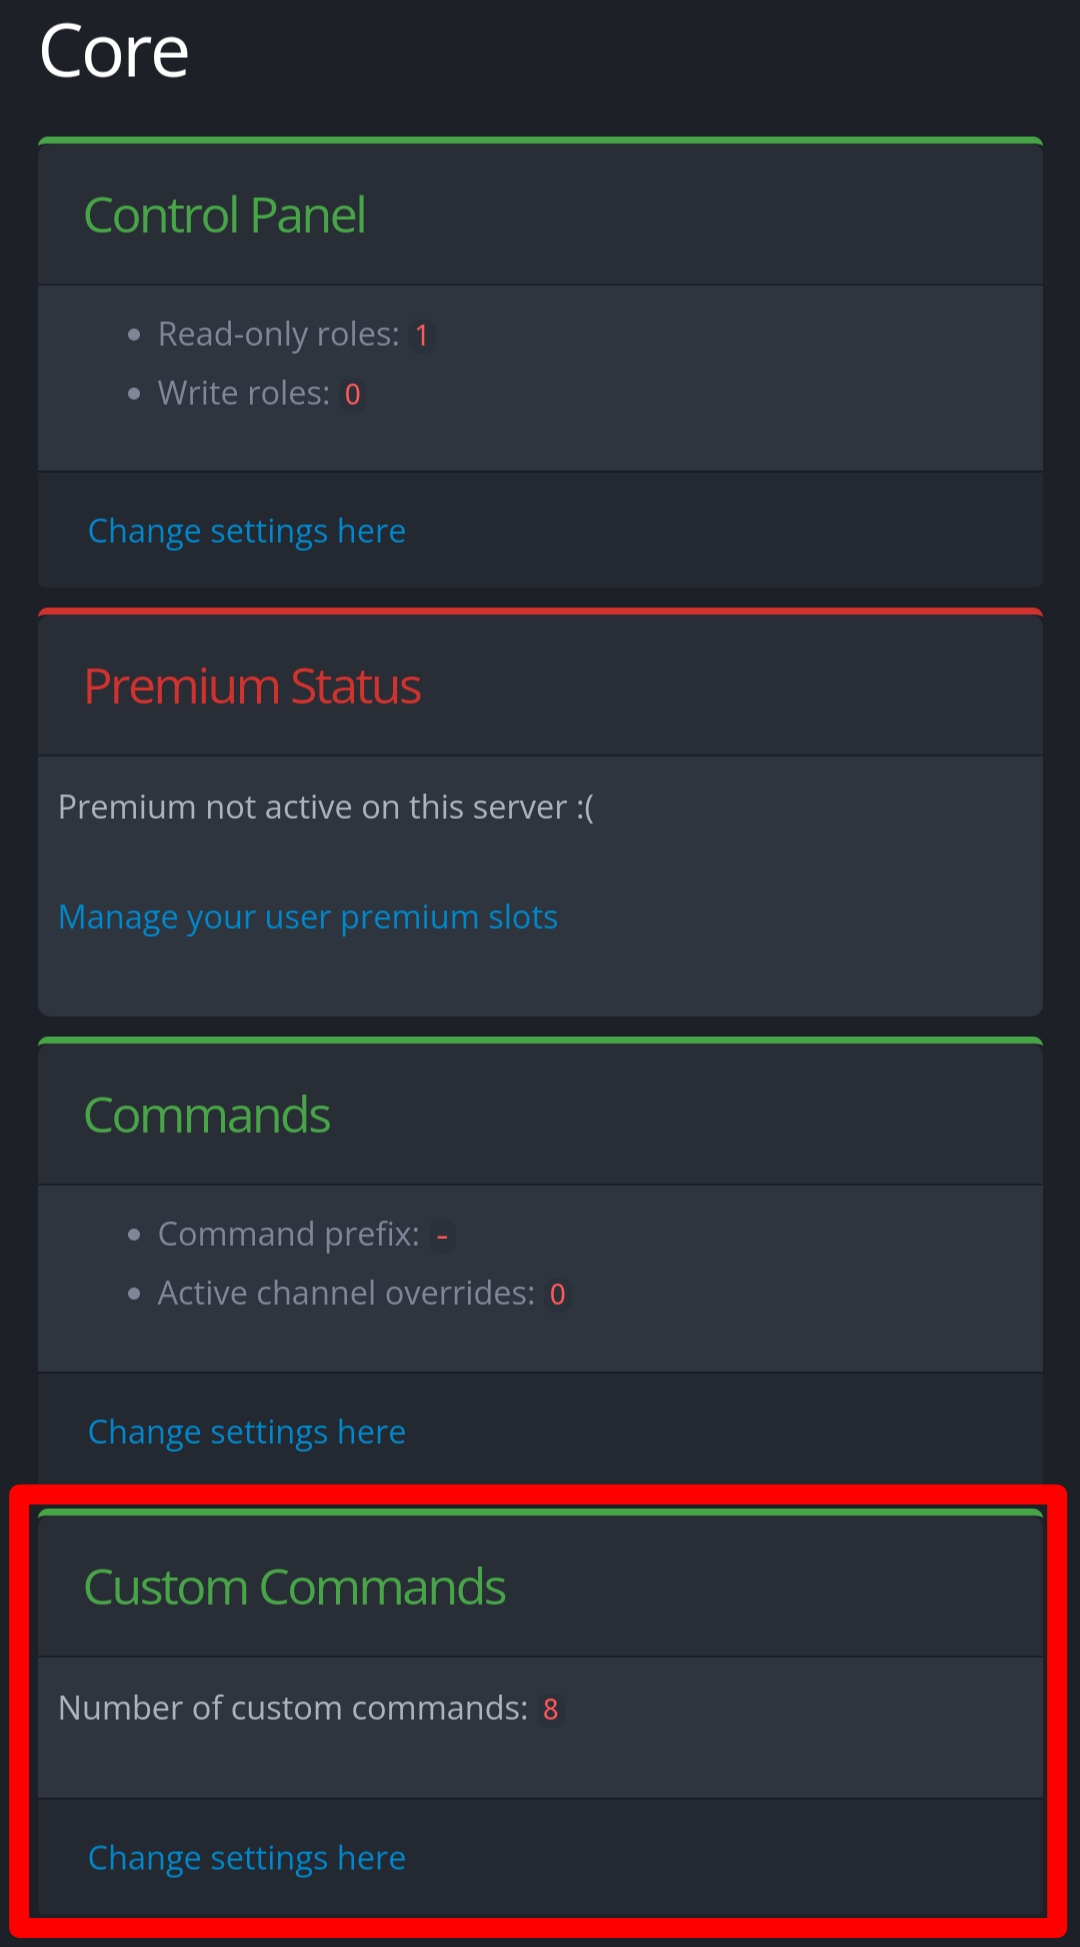 Core
Control Panel
Read-only roles: 1
Write roles: 0
Change settings here
Premium Status
Premium not active on this server :(
Manage your user premium slots
Commands
Command prefix: -
Active channel overrides: 0
Change settings here
Custom Commands
Number of custom commands: 8
Change settings here